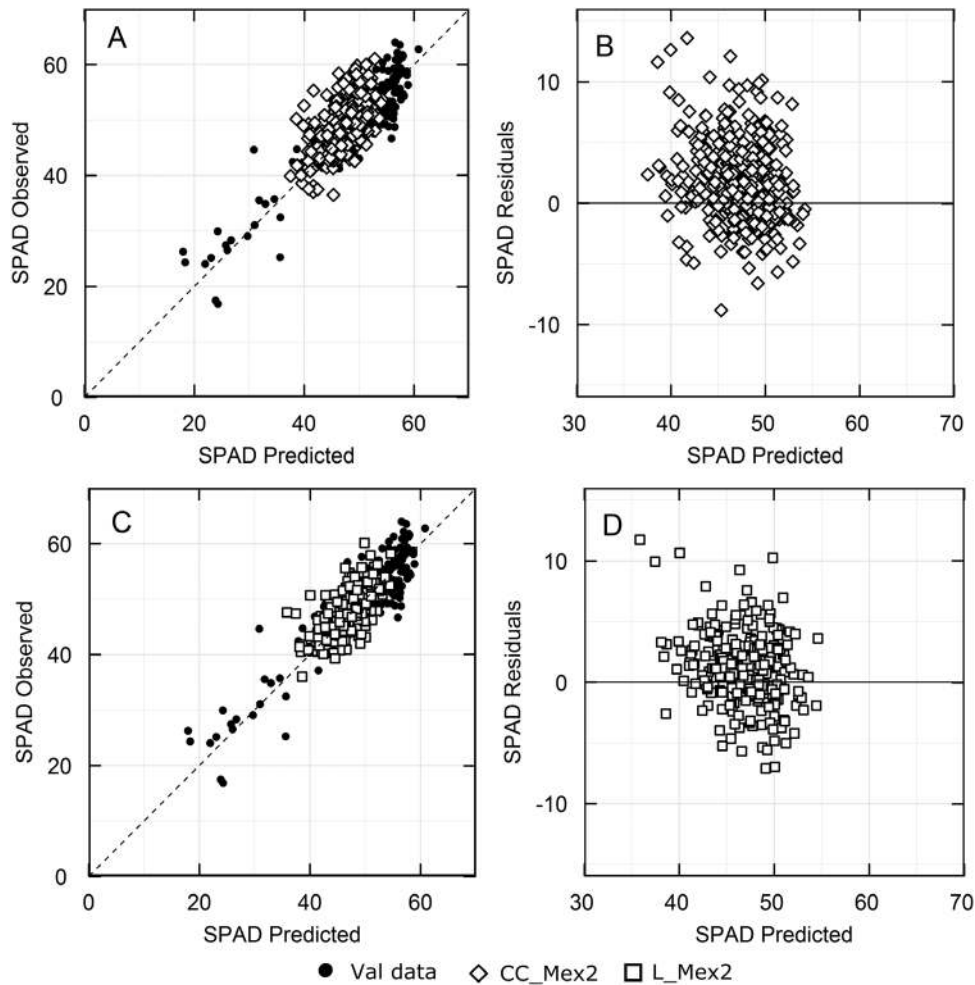 A
60
40
20
0
0 20 40 60
SPAD Observed
SPAD Predicted
B
10
0
-10
30 40 50 60 70
SPAD Residuals
SPAD Predicted
C
60
40
20
0
0 20 40 60
SPAD Observed
SPAD Predicted
D
10
0
-10
30 40 50 60 70
SPAD Residuals
SPAD Predicted
Val data CC_Mex2 L_Mex2